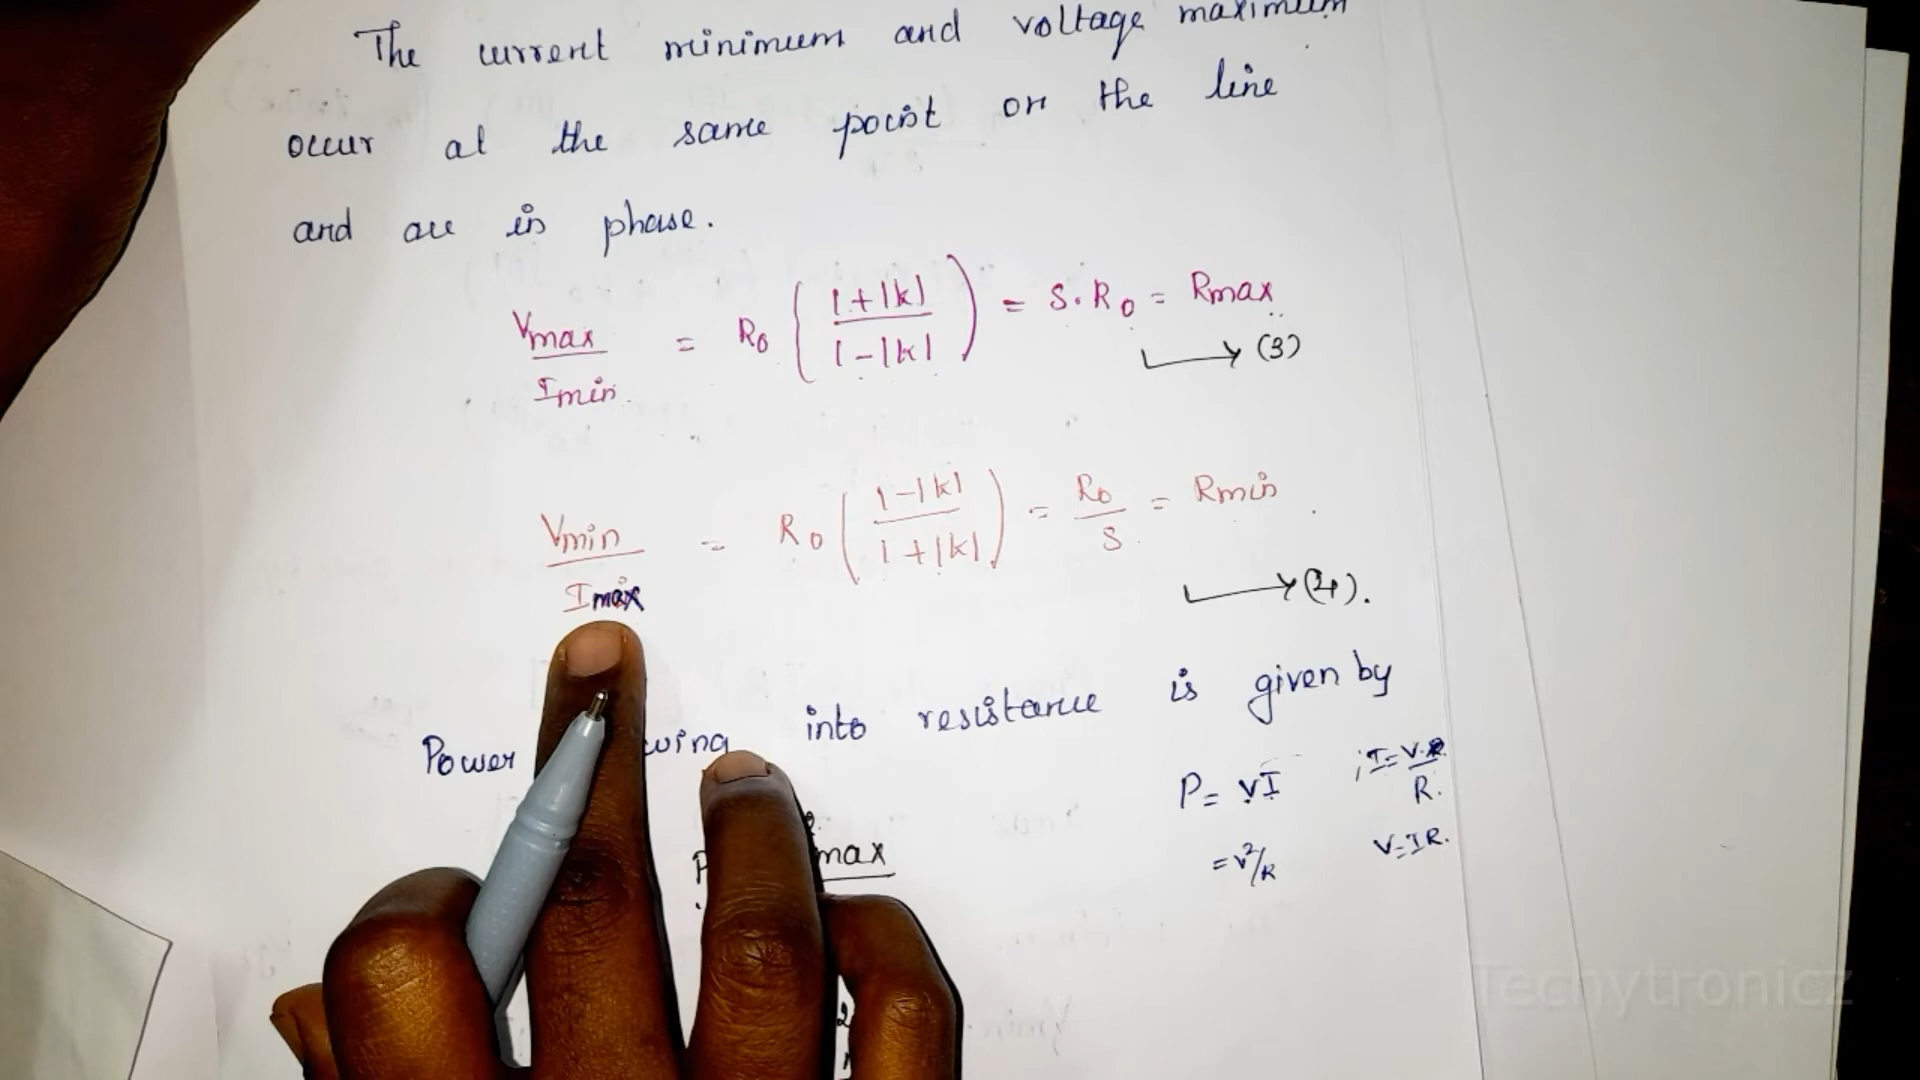 The current minimum and voltage maximum
occur at the same point on the line
and are in phase.
Vmax / Imin = R0 ( 1+|k| / 1-|k| ) = S.R0 = Rmax
→ (3)
Vmin / Imax = R0 ( 1-|k| / 1+|k| ) = R0 / S = Rmin
→ (4).
Power into resistance is given by
P = VI ; I = V / R.
= V²/R V=IR.
max
Techytronicz